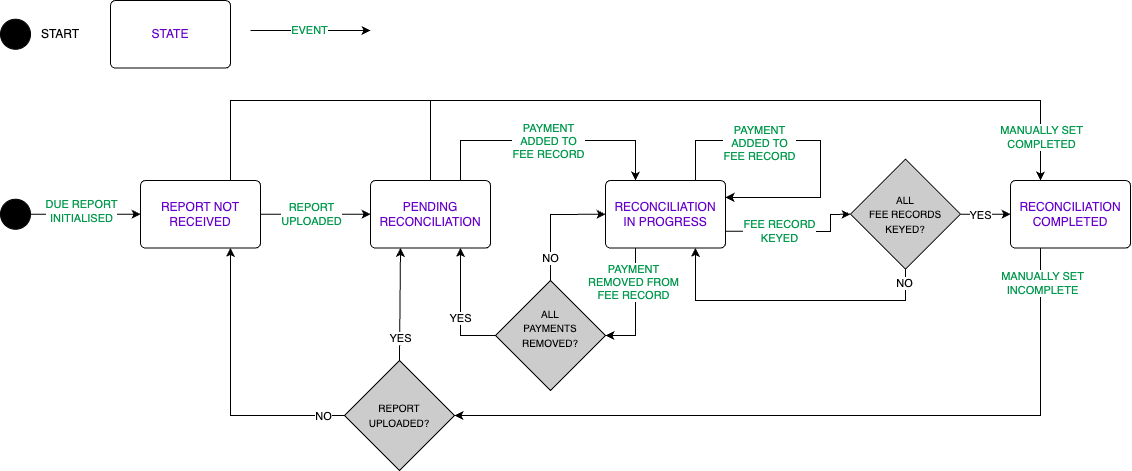 START
STATE
EVENT
PAYMENT
ADDED TO
FEE RECORD
PAYMENT
ADDED TO
FEE RECORD
MANUALLY SET
COMPLETED
DUE REPORT
INITIALISED
REPORT NOT
RECEIVED
REPORT
UPLOADED
PENDING
RECONCILIATION
RECONCILIATION
IN PROGRESS
FEE RECORD
KEYED
ALL
FEE RECORDS
KEYED?
YES
RECONCILIATION
COMPLETED
NO
PAYMENT
REMOVED FROM
FEE RECORD
NO
MANUALLY SET
INCOMPLETE
YES
ALL
PAYMENTS
REMOVED?
YES
NO
REPORT
UPLOADED?